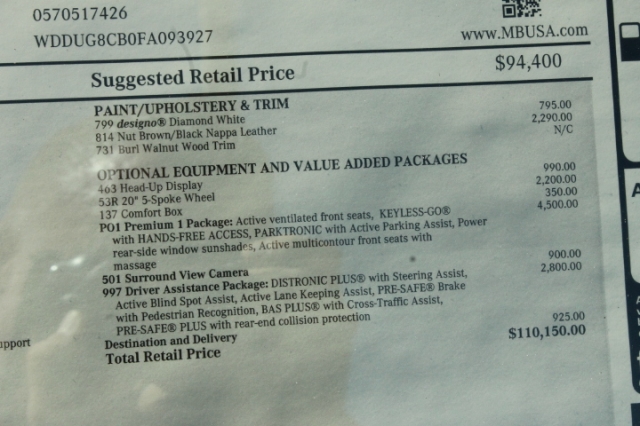 0570517426
WDDUG8CB0FA093927
www.MBUSA.com
Suggested Retail Price $94,400
PAINT/UPHOLSTERY & TRIM
799 designo® Diamond White 795.00
814 Nut Brown/Black Nappa Leather 2,290.00
731 Burl Walnut Wood Trim N/C
OPTIONAL EQUIPMENT AND VALUE ADDED PACKAGES
463 Head-Up Display 990.00
53R 20" 5-Spoke Wheel 2,200.00
137 Comfort Box 350.00
PO1 Premium 1 Package: Active ventilated front seats, KEYLESS-GO® 4,500.00
with HANDS-FREE ACCESS, PARKTRONIC with Active Parking Assist, Power
rear-side window sunshades, Active multicontour front seats with
massage
501 Surround View Camera 900.00
997 Driver Assistance Package: DISTRONIC PLUS® with Steering Assist, 2,800.00
Active Blind Spot Assist, Active Lane Keeping Assist, PRE-SAFE® Brake
with Pedestrian Recognition, BAS PLUS® with Cross-Traffic Assist,
PRE-SAFE® PLUS with rear-end collision protection
Destination and Delivery 925.00
Total Retail Price $110,150.00
upport